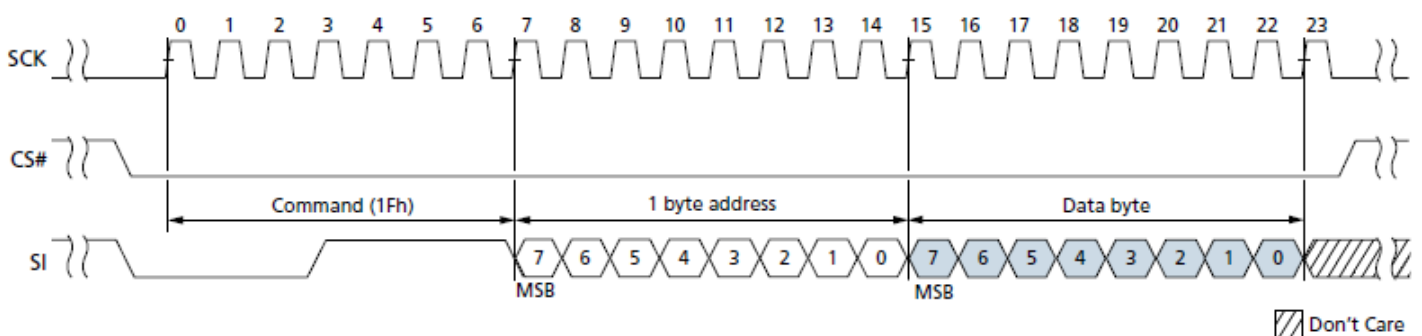 0 1 2 3 4 5 6 7 8 9 10 11 12 13 14 15 16 17 18 19 20 21 22 23
SCK
CS#
Command (1Fh) 1 byte address Data byte
SI 7 6 5 4 3 2 1 0 7 6 5 4 3 2 1 0
MSB MSB
Don't Care